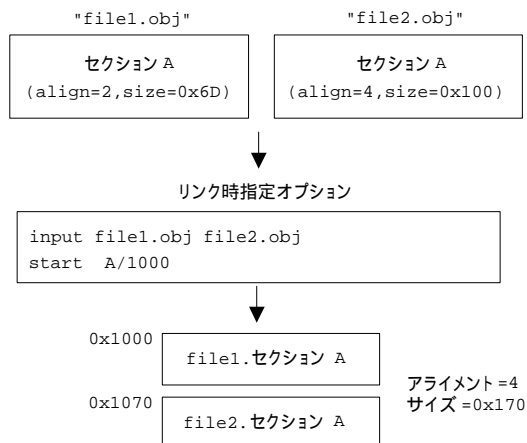 "file1.obj" "file2.obj"
セクション A セクション A
(align=2,size=0x6D) (align=4,size=0x100)
リンク時指定オプション
input file1.obj file2.obj
start A/1000
0x1000
file1.セクション A
アライメント=4
0x1070 サイズ=0x170
file2.セクション A